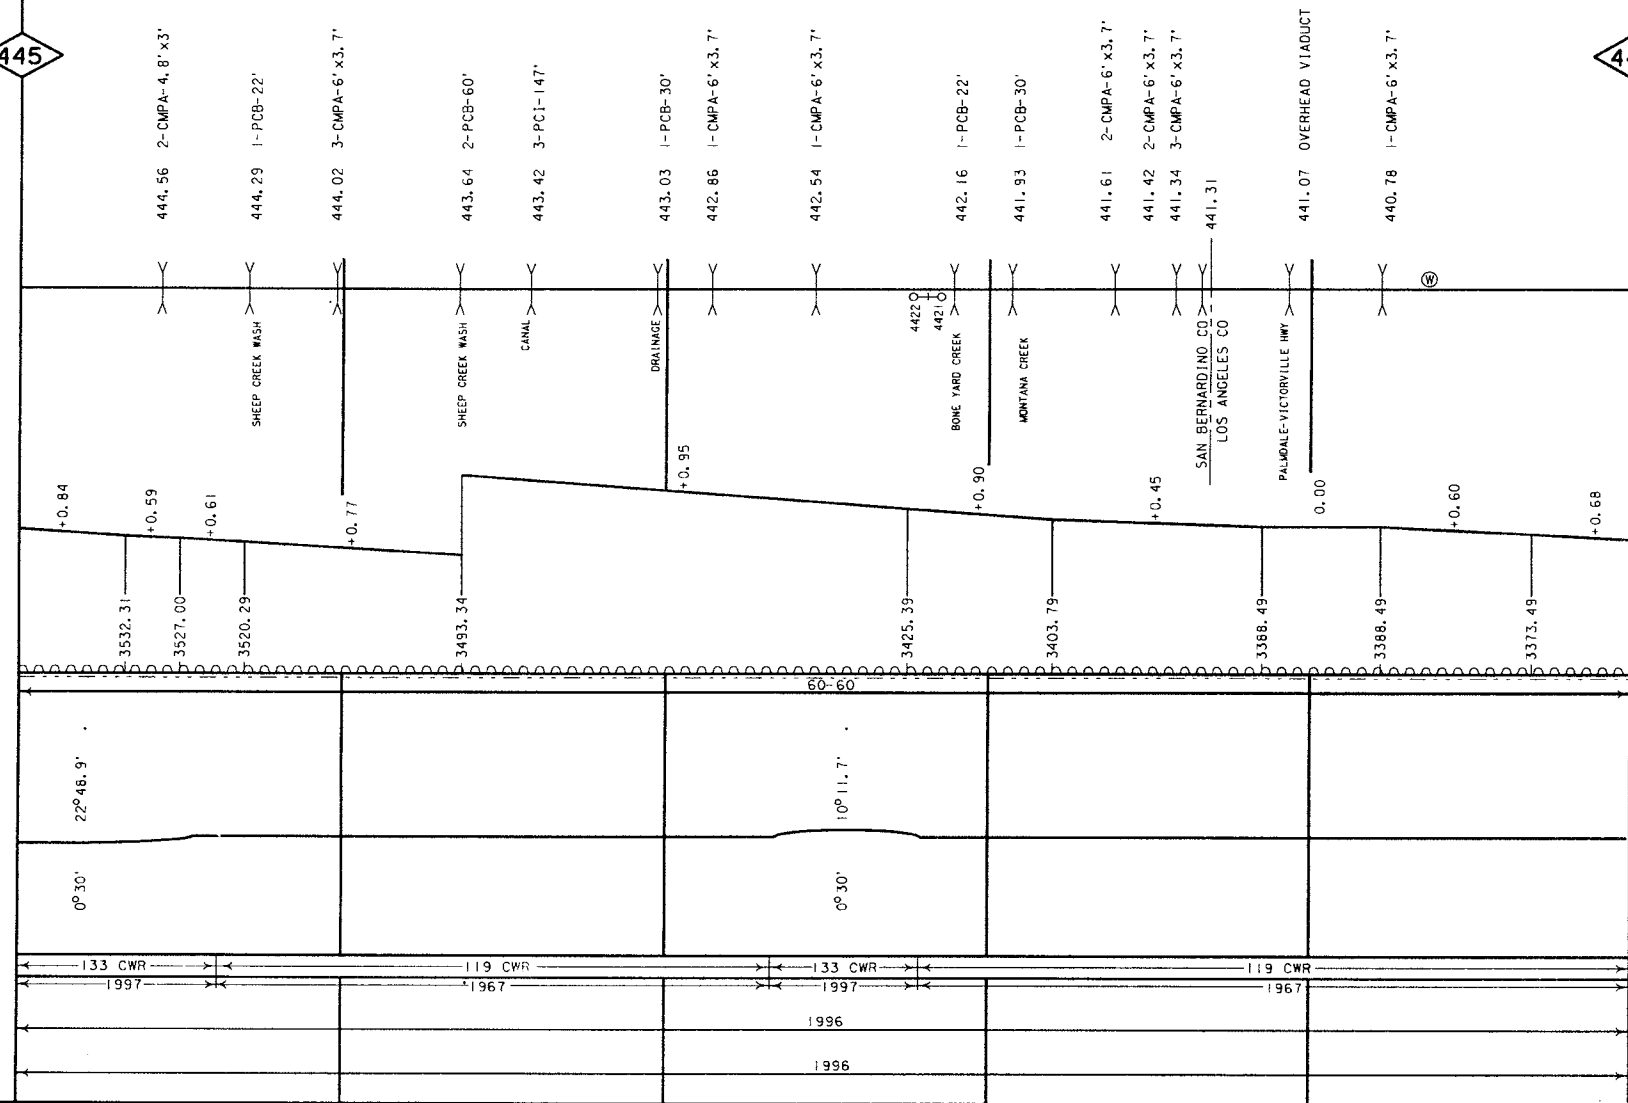 445
44
444.56 2-CMPA-4.8'x3'
444.29 1-PCB-22'
444.02 3-CMPA-6'x3.7'
443.64 2-PCB-60'
443.42 3-PCI-147'
443.03 1-PCB-30'
442.86 1-CMPA-6'x3.7'
442.54 1-CMPA-6'x3.7'
442.16 1-PCB-22'
441.93 1-PCB-30'
441.61 2-CMPA-6'x3.7'
441.42 2-CMPA-6'x3.7'
441.34 3-CMPA-6'x3.7'
441.31
441.07 OVERHEAD VIADUCT
440.78 1-CMPA-6'x3.7'
W
SHEEP CREEK WASH
SHEEP CREEK WASH
CANAL
DRAINAGE
4422
4421
BONE YARD CREEK
MONTANA CREEK
SAN BERNARDINO CO
LOS ANGELES CO
PALMDALE-VICTORVILLE HWY
+0.84
+0.59
+0.61
+0.77
+0.95
+0.90
+0.45
0.00
+0.60
+0.68
3532.31
3527.00
3520.29
3493.34
3425.39
3403.79
3388.49
3388.49
3373.49
60-60
22°48.9'
10°11.7'
0°30'
0°30'
133 CWR
119 CWR
133 CWR
119 CWR
1997
1967
1997
1967
1996
1996